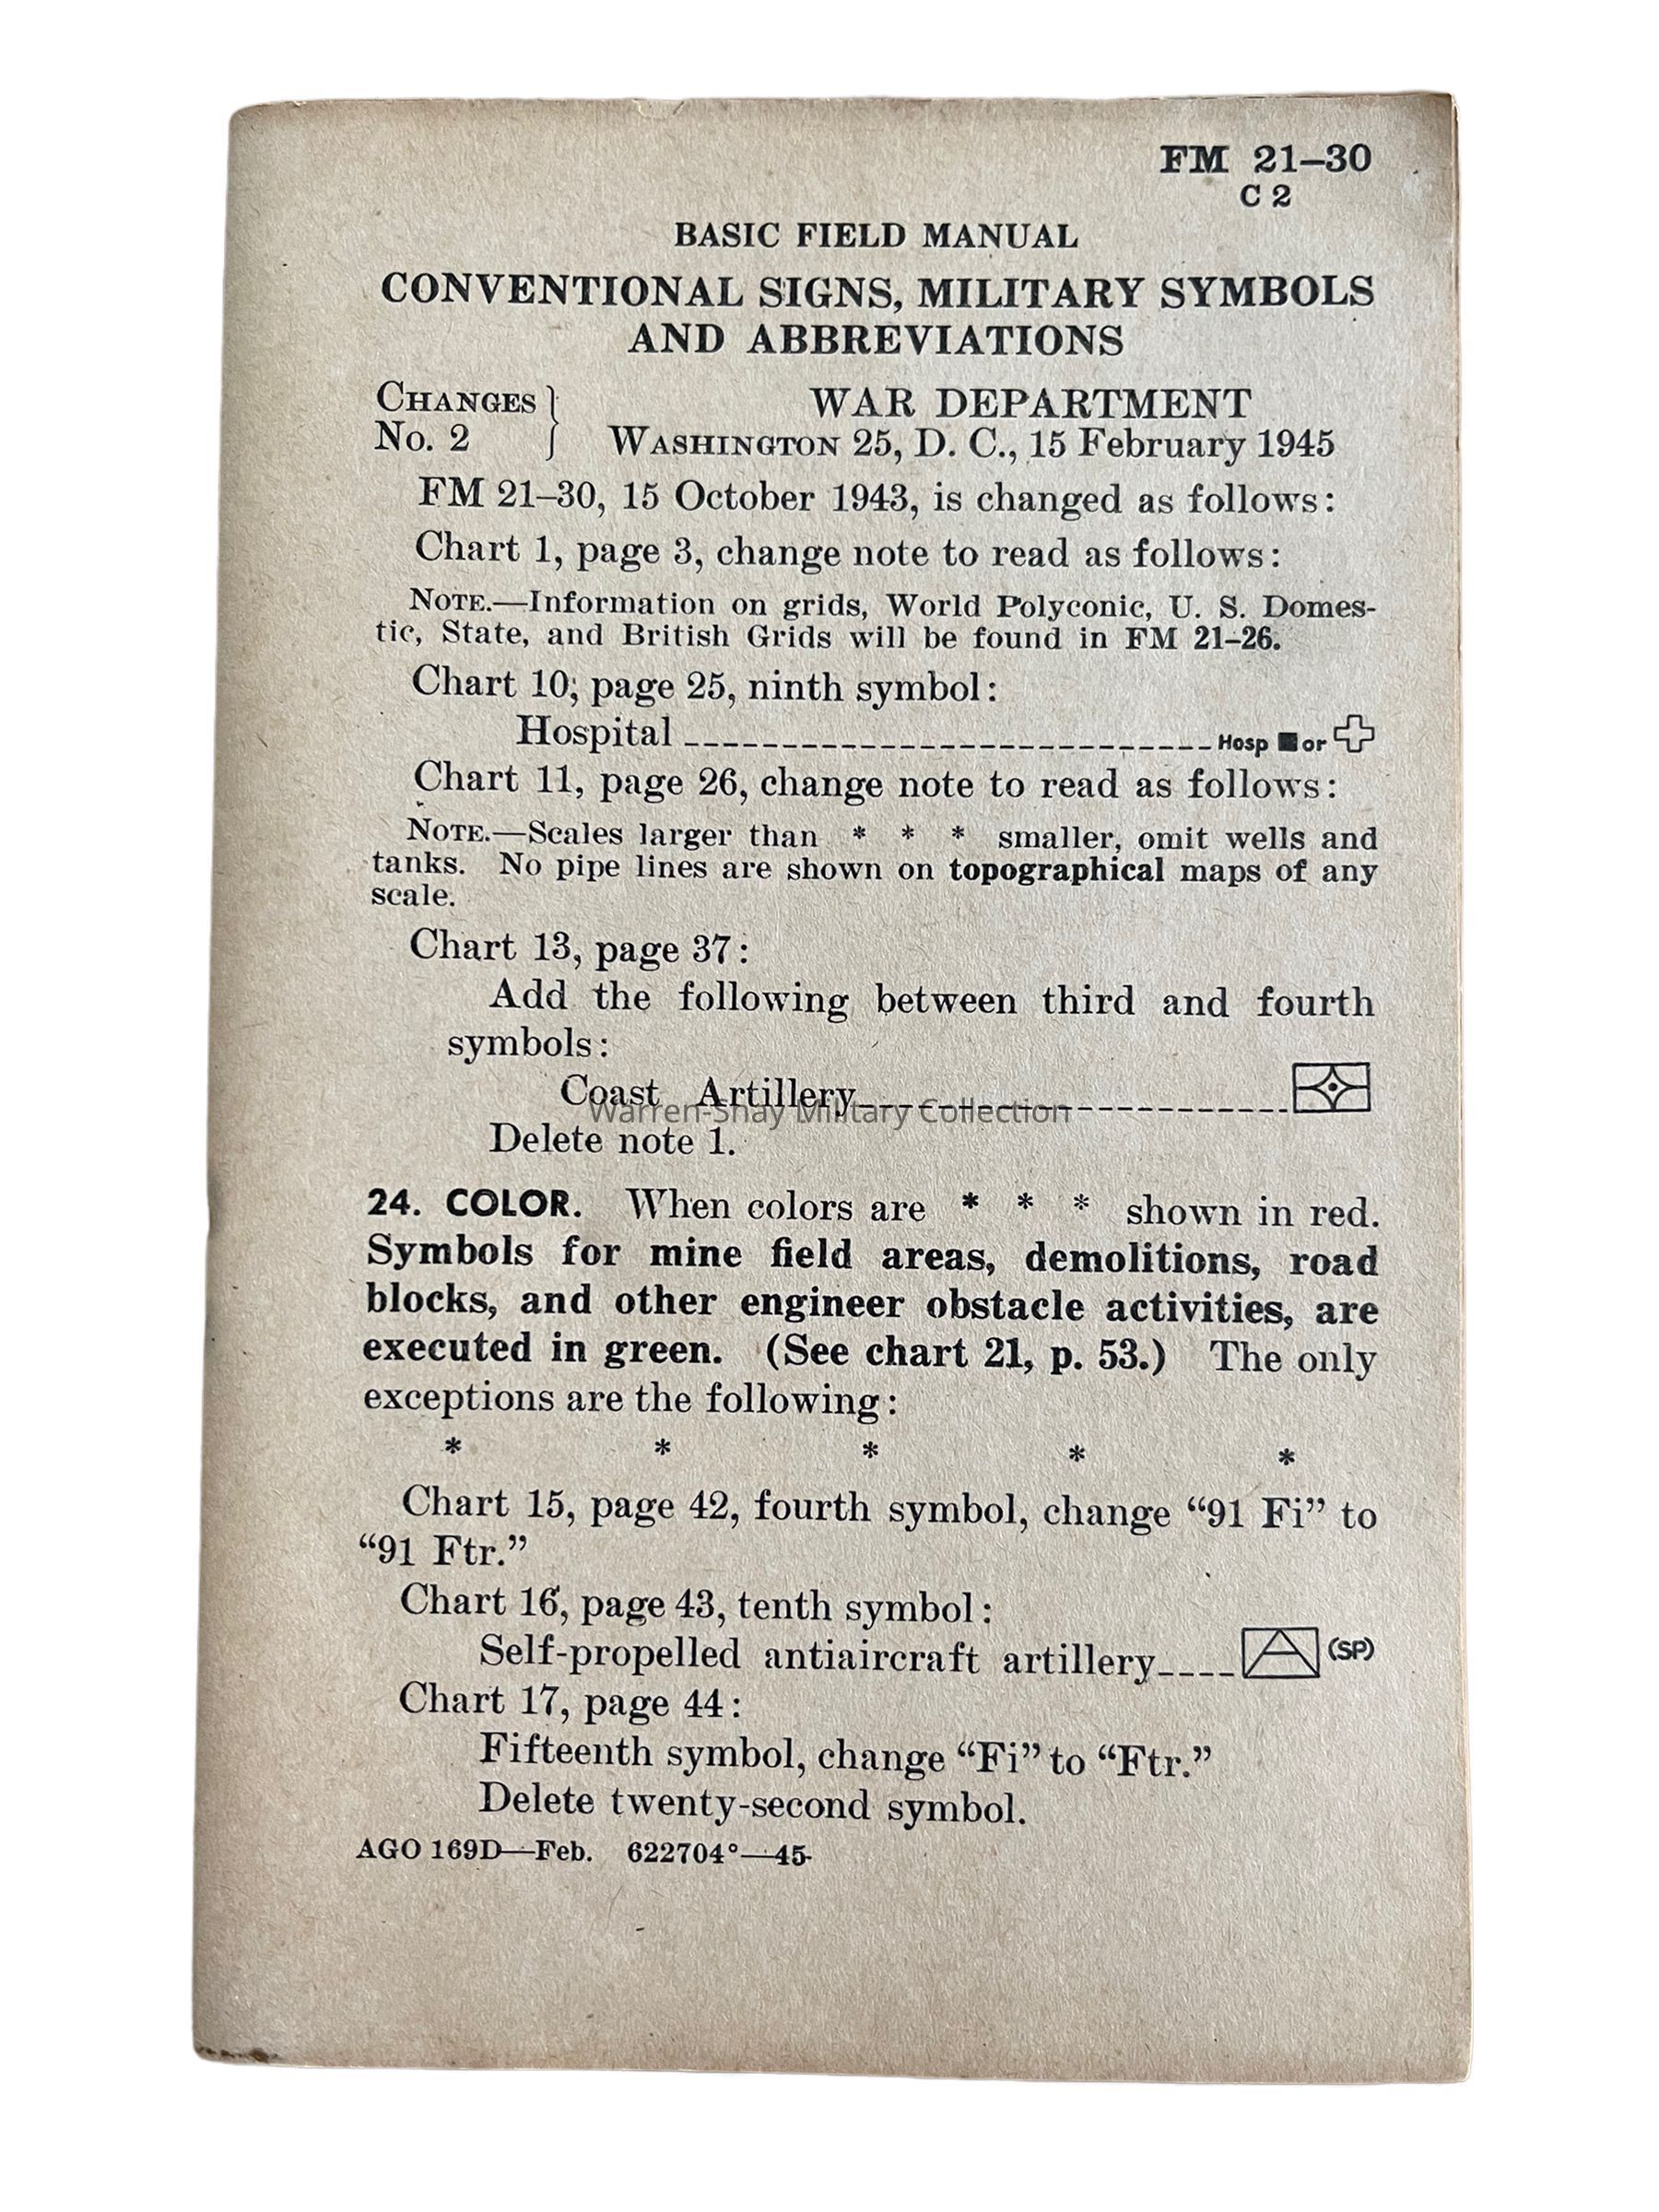 FM 21–30
C 2
BASIC FIELD MANUAL
CONVENTIONAL SIGNS, MILITARY SYMBOLS
AND ABBREVIATIONS
CHANGES
No. 2
WAR DEPARTMENT
WASHINGTON 25, D. C., 15 February 1945
FM 21–30, 15 October 1943, is changed as follows:
Chart 1, page 3, change note to read as follows:
NOTE.—Information on grids, World Polyconic, U. S. Domes-
tic, State, and British Grids will be found in FM 21–26.
Chart 10, page 25, ninth symbol:
Hospital Hosp or
Chart 11, page 26, change note to read as follows:
NOTE.—Scales larger than * * * smaller, omit wells and
tanks. No pipe lines are shown on topographical maps of any
scale.
Chart 13, page 37:
Add the following between third and fourth
symbols:
Coast Artillery
Warren-Shay Military Collection
Delete note 1.
24. COLOR. When colors are * * * shown in red.
Symbols for mine field areas, demolitions, road
blocks, and other engineer obstacle activities, are
executed in green. (See chart 21, p. 53.) The only
exceptions are the following:
* * * * *
Chart 15, page 42, fourth symbol, change “91 Fi” to
“91 Ftr.”
Chart 16, page 43, tenth symbol:
Self-propelled antiaircraft artillery (SP)
Chart 17, page 44:
Fifteenth symbol, change “Fi” to “Ftr.”
Delete twenty-second symbol.
AGO 169D—Feb. 622704°—45